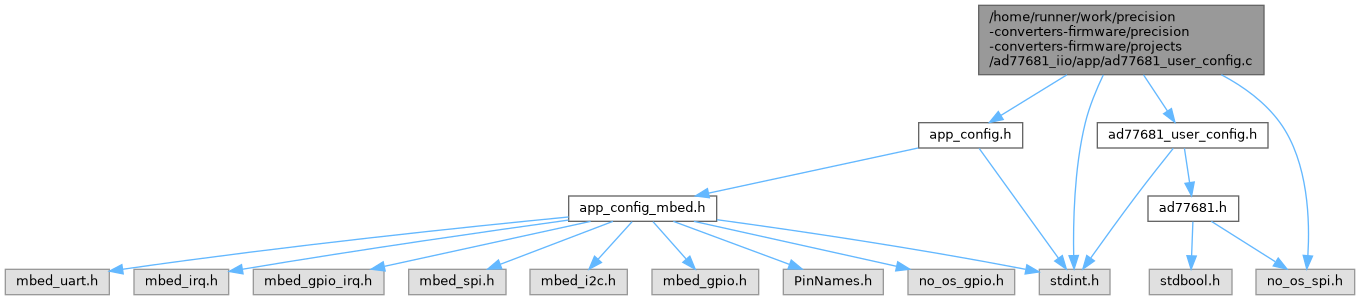 /home/runner/work/precision
-converters-firmware/precision
-converters-firmware/projects
/ad77681_iio/app/ad77681_user_config.c
app_config.h
ad77681_user_config.h
app_config_mbed.h
ad77681.h
mbed_uart.h
mbed_irq.h
mbed_gpio_irq.h
mbed_spi.h
mbed_i2c.h
mbed_gpio.h
PinNames.h
no_os_gpio.h
stdint.h
stdbool.h
no_os_spi.h